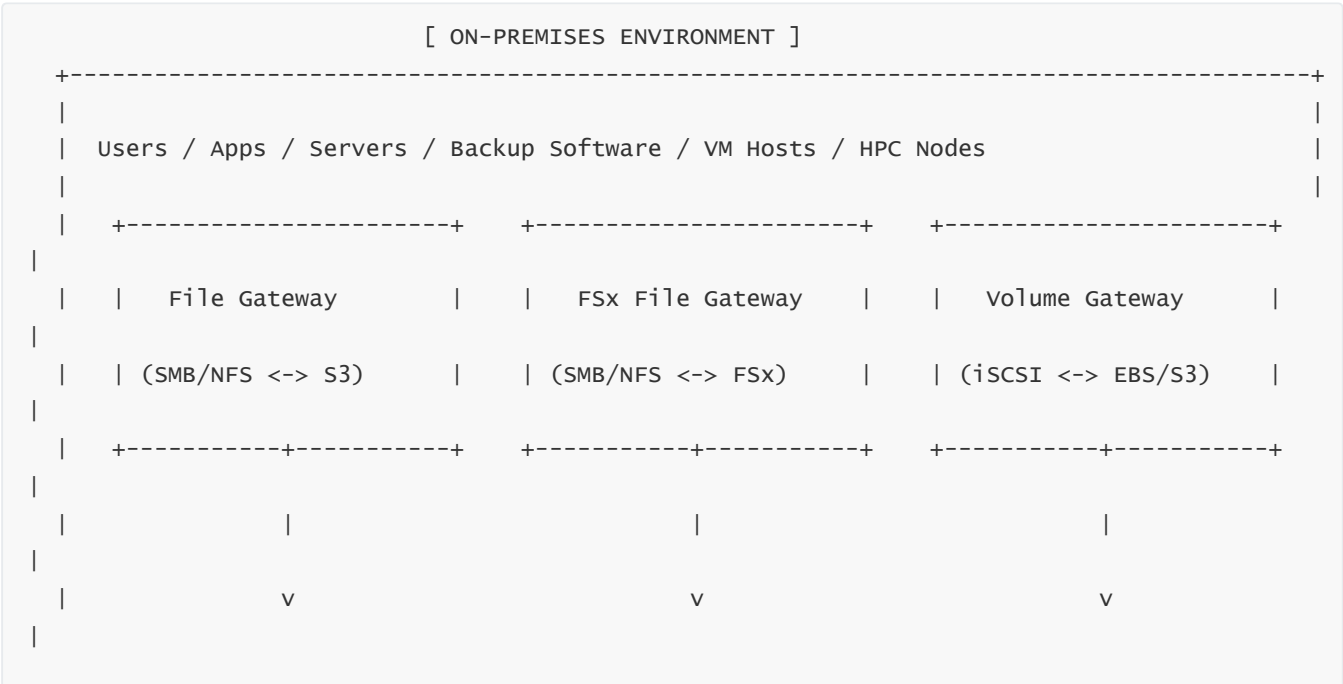 [ ON-PREMISES ENVIRONMENT ]
+----------------------------------------------------------------------------------------+
|                                                                                        |
|  Users / Apps / Servers / Backup Software / VM Hosts / HPC Nodes                       |
|                                                                                        |
|   +-----------------------+    +-----------------------+    +-----------------------+
|
|   |   File Gateway        |    |   FSx File Gateway    |    |   Volume Gateway      |
|
|   | (SMB/NFS <-> S3)      |    | (SMB/NFS <-> FSx)     |    | (iSCSI <-> EBS/S3)    |
|
|   +-----------+-----------+    +-----------+-----------+    +-----------+-----------+
|
|               |                            |                            |
|
|               v                            v                            v
|